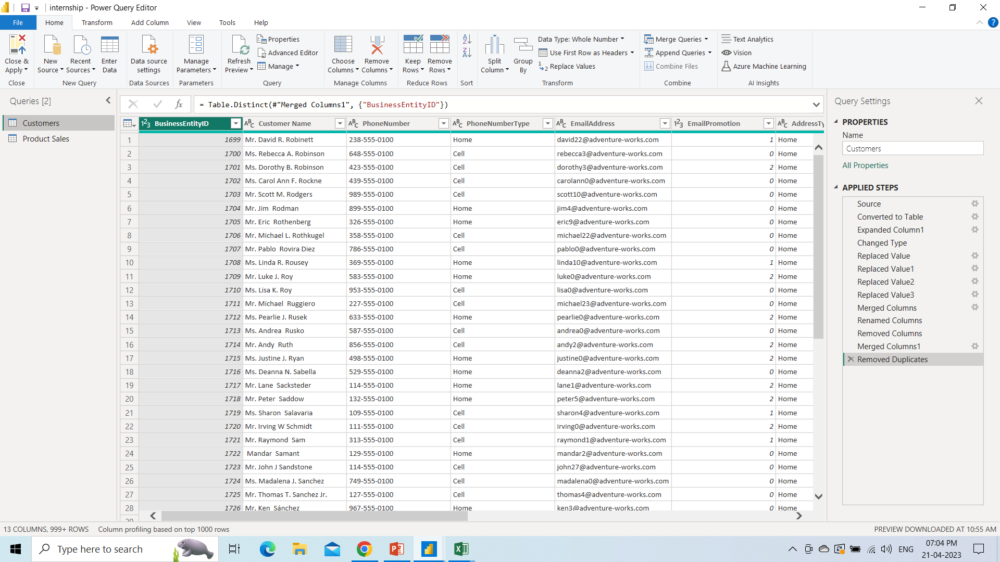 internship - Power Query Editor
File Home Transform Add Column View Tools Help
Close & Apply
Close
New Source
Recent Sources
Enter Data
New Query
Data source settings
Data Sources
Manage Parameters
Parameters
Refresh Preview
Properties
Advanced Editor
Manage
Query
Choose Columns
Remove Columns
Manage Columns
Keep Rows
Remove Rows
Reduce Rows
Sort
Split Column
Group By
Data Type: Whole Number
Use First Row as Headers
Replace Values
Transform
Merge Queries
Append Queries
Combine Files
Combine
Text Analytics
Vision
Azure Machine Learning
AI Insights
Queries [2]
Customers
Product Sales
= Table.Distinct(#"Merged Columns1", {"BusinessEntityID"})
BusinessEntityID Customer Name PhoneNumber PhoneNumberType EmailAddress EmailPromotion AddressTy
1 1699 Mr. David R. Robinett 238-555-0100 Home david22@adventure-works.com 1 Home
2 1700 Ms. Rebecca A. Robinson 648-555-0100 Cell rebecca3@adventure-works.com 0 Home
3 1701 Ms. Dorothy B. Robinson 423-555-0100 Cell dorothy3@adventure-works.com 2 Home
4 1702 Ms. Carol Ann F. Rockne 439-555-0100 Cell carolann0@adventure-works.com 0 Home
5 1703 Mr. Scott M. Rodgers 989-555-0100 Cell scott10@adventure-works.com 0 Home
6 1704 Mr. Jim  Rodman 899-555-0100 Home jim4@adventure-works.com 0 Home
7 1705 Mr. Eric  Rothenberg 326-555-0100 Home eric9@adventure-works.com 0 Home
8 1706 Mr. Michael L. Rothkugel 358-555-0100 Cell michael22@adventure-works.com 0 Home
9 1707 Mr. Pablo  Rovira Diez 786-555-0100 Cell pablo0@adventure-works.com 0 Home
10 1708 Ms. Linda R. Rousey 369-555-0100 Home linda10@adventure-works.com 1 Home
11 1709 Mr. Luke J. Roy 583-555-0100 Home luke0@adventure-works.com 2 Home
12 1710 Ms. Lisa K. Roy 953-555-0100 Cell lisa0@adventure-works.com 0 Home
13 1711 Mr. Michael  Ruggiero 227-555-0100 Cell michael23@adventure-works.com 0 Home
14 1712 Ms. Pearlie J. Rusek 633-555-0100 Home pearlie0@adventure-works.com 2 Home
15 1713 Ms. Andrea  Rusko 587-555-0100 Cell andrea0@adventure-works.com 0 Home
16 1714 Mr. Andy  Ruth 856-555-0100 Cell andy2@adventure-works.com 2 Home
17 1715 Ms. Justine J. Ryan 498-555-0100 Home justine0@adventure-works.com 2 Home
18 1716 Ms. Deanna N. Sabella 529-555-0100 Home deanna2@adventure-works.com 0 Home
19 1717 Mr. Lane  Sacksteder 114-555-0100 Home lane1@adventure-works.com 2 Home
20 1718 Mr. Peter  Saddow 132-555-0100 Home peter5@adventure-works.com 2 Home
21 1719 Ms. Sharon  Salavaria 109-555-0100 Cell sharon4@adventure-works.com 1 Home
22 1720 Mr. Irving W Schmidt 111-555-0100 Cell irving0@adventure-works.com 2 Home
23 1721 Mr. Raymond  Sam 313-555-0100 Cell raymond1@adventure-works.com 1 Home
24 1722 Mandar  Samant 129-555-0100 Home mandar2@adventure-works.com 0 Home
25 1723 Mr. John J Sandstone 114-555-0100 Cell john27@adventure-works.com 0 Home
26 1724 Ms. Madalena J. Sanchez 749-555-0100 Cell madalena0@adventure-works.com 0 Home
27 1725 Mr. Thomas T. Sanchez Jr. 127-555-0100 Cell thomas4@adventure-works.com 0 Home
28 1726 Mr. Ken  Sánchez 967-555-0100 Home ken3@adventure-works.com 0 Home
Query Settings
PROPERTIES
Name
Customers
All Properties
APPLIED STEPS
Source
Converted to Table
Expanded Column1
Changed Type
Replaced Value
Replaced Value1
Replaced Value2
Replaced Value3
Merged Columns
Renamed Columns
Removed Columns
Merged Columns1
Removed Duplicates
13 COLUMNS, 999+ ROWS Column profiling based on top 1000 rows PREVIEW DOWNLOADED AT 10:55 AM
Type here to search
ENG
07:04 PM
21-04-2023